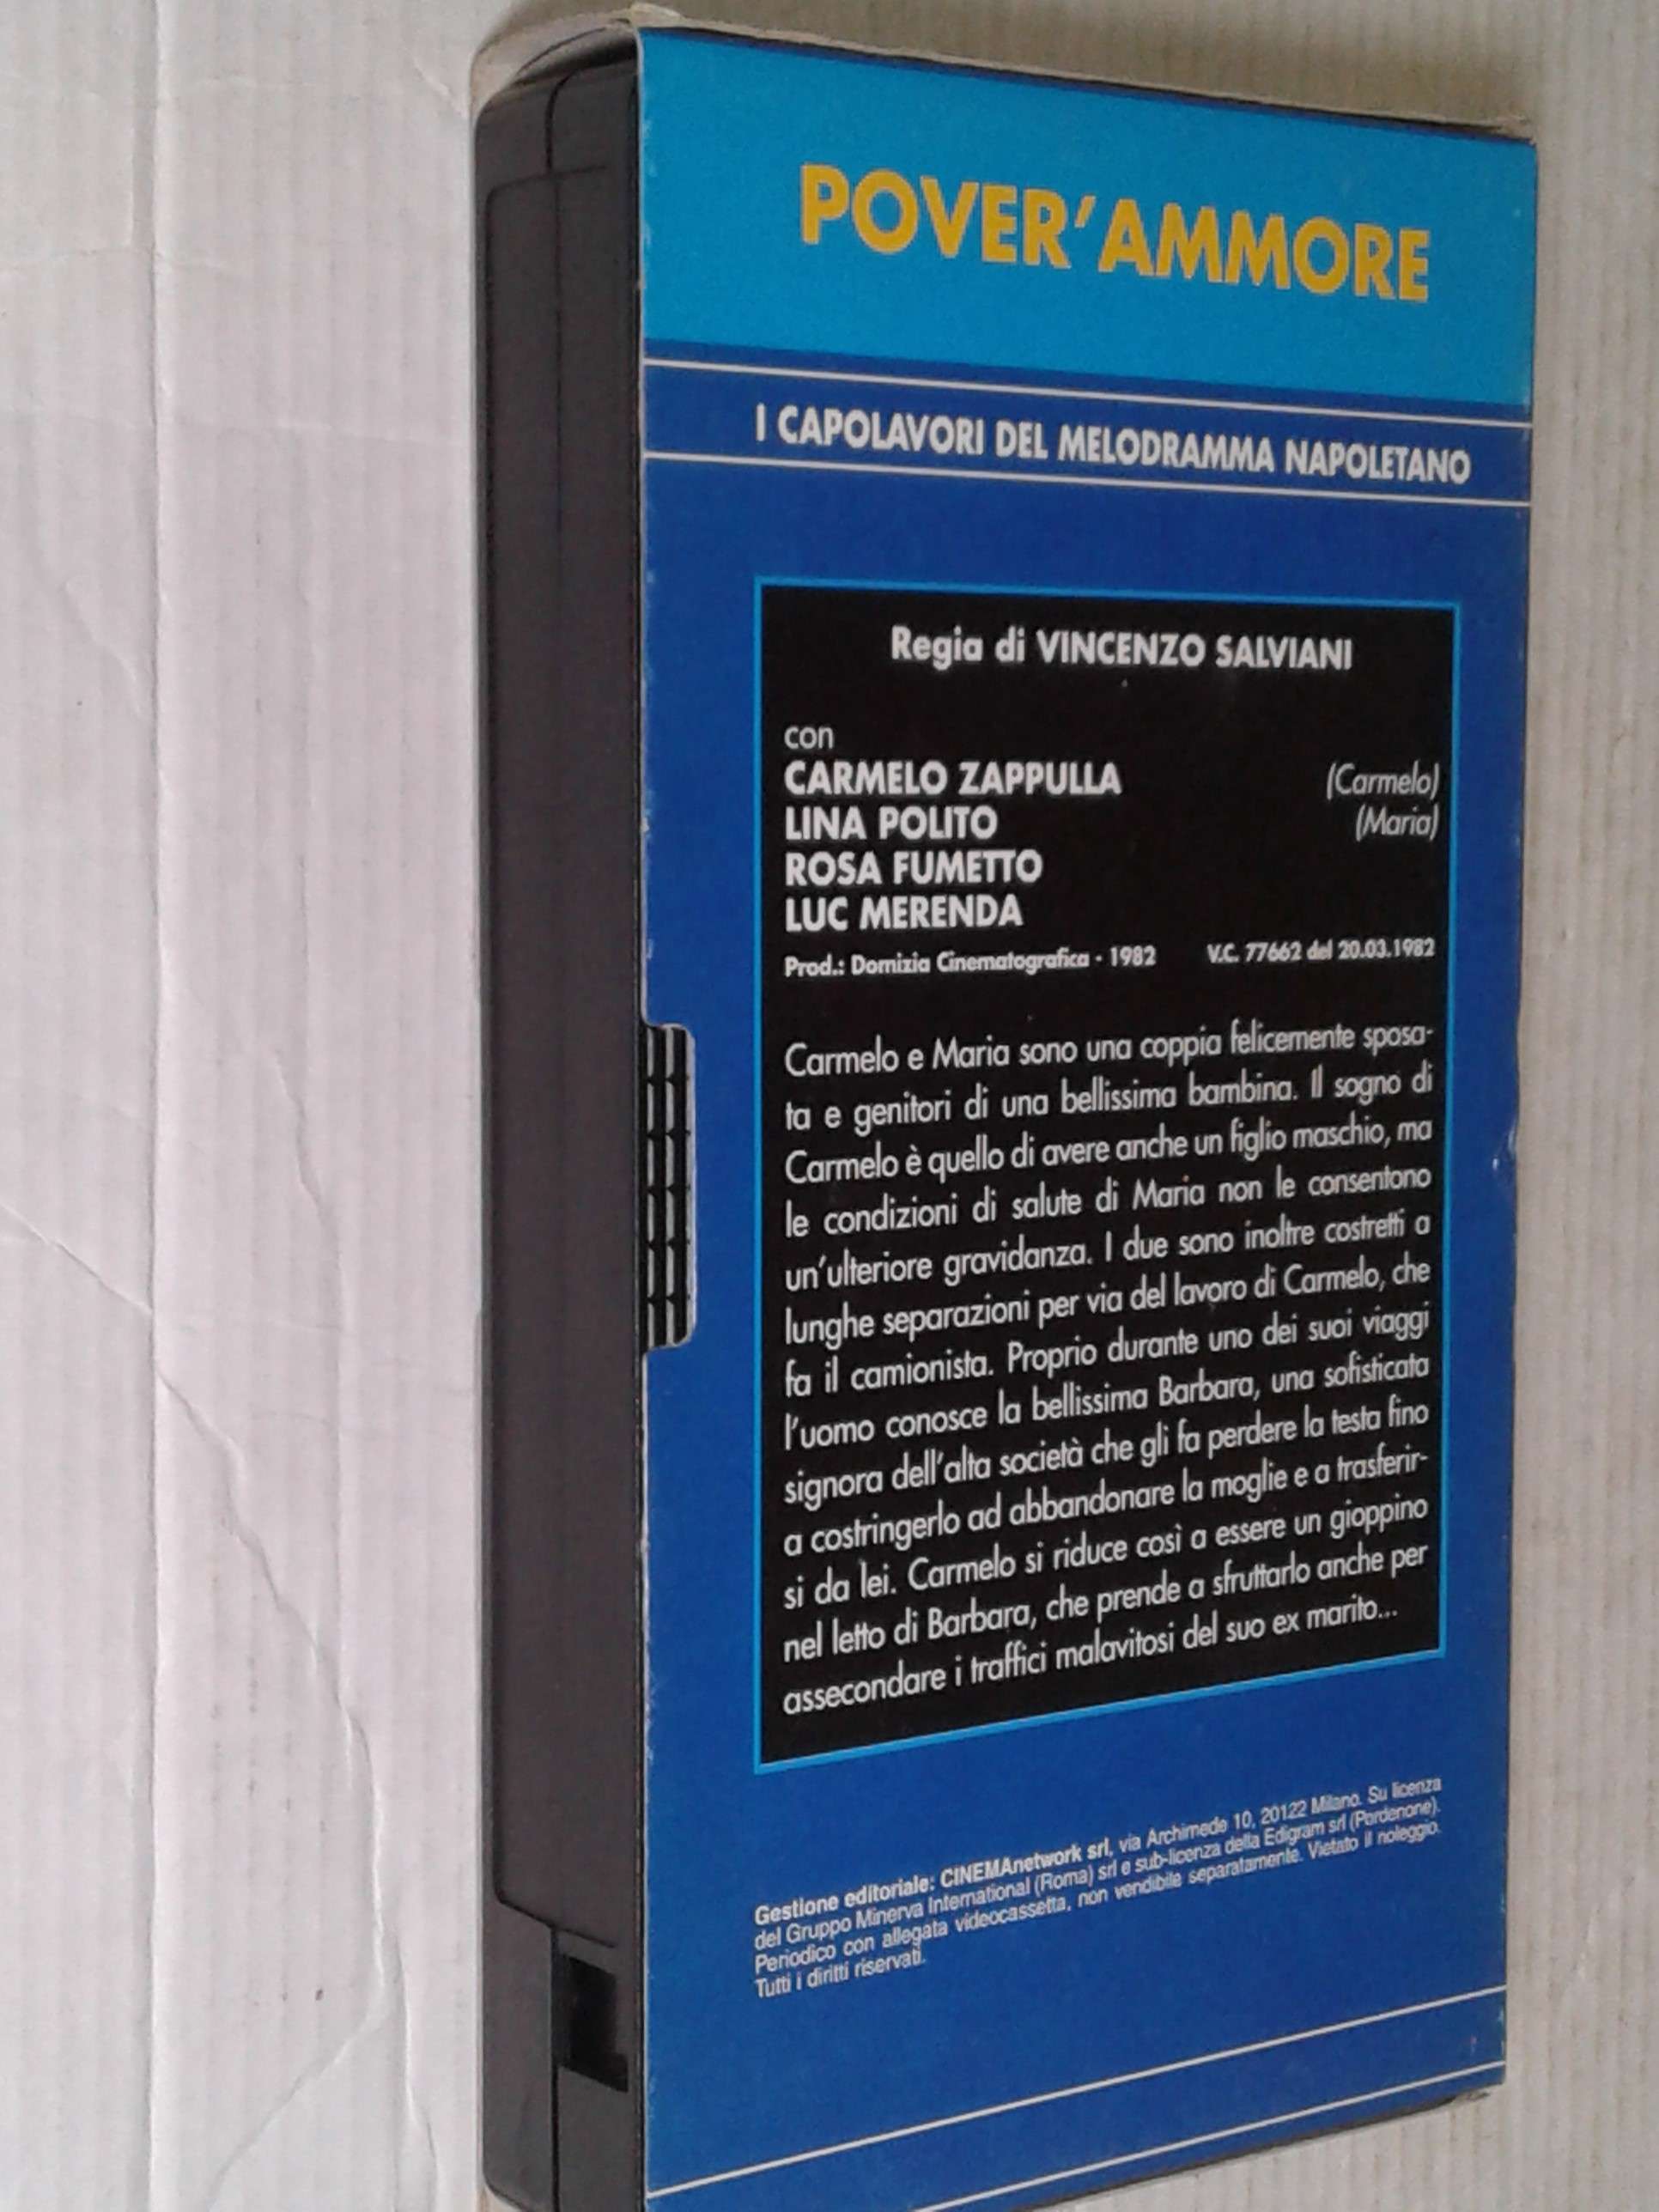 POVER'AMMORE
I CAPOLAVORI DEL MELODRAMMA NAPOLETANO
Regia di VINCENZO SALVIANI
con
CARMELO ZAPPULLA (Carmelo)
LINA POLITO (Maria)
ROSA FUMETTO
LUC MERENDA
Prod.: Domizia Cinematografica - 1982 V.C. 77662 del 20.03.1982
Carmelo e Maria sono una coppia felicemente sposa-
ta e genitori di una bellissima bambina. Il sogno di
Carmelo è quello di avere anche un figlio maschio, ma
le condizioni di salute di Maria non le consentono
un'ulteriore gravidanza. I due sono inoltre costretti a
lunghe separazioni per via del lavoro di Carmelo, che
fa il camionista. Proprio durante uno dei suoi viaggi
l'uomo conosce la bellissima Barbara, una sofisticata
signora dell'alta società che gli fa perdere la testa fino
a costringerlo ad abbandonare la moglie e a trasferir-
si da lei. Carmelo si riduce così a essere un gioppino
nel letto di Barbara, che prende a sfruttarlo anche per
assecondare i traffici malavitosi del suo ex marito...
Gestione editoriale: CINEMAnetwork srl, via Archimede 10, 20122 Milano. Su licenza
del Gruppo Minerva International (Roma) srl e sub-licenza della Edigram srl (Pordenone).
Periodico con allegata videocassetta, non vendibile separatamente. Vietato il noleggio.
Tutti i diritti riservati.